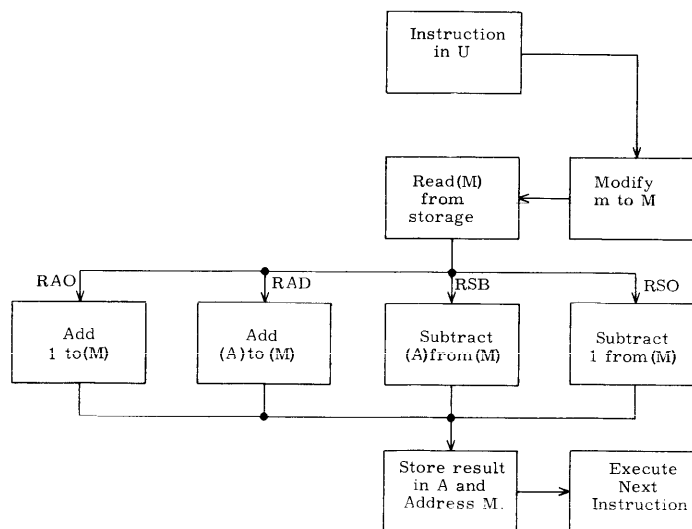 Instruction
in U
Read(M)
from
storage
Modify
m to M
RAO
RAD
RSB
RSO
Add
1 to(M)
Add
(A)to(M)
Subtract
(A)from(M)
Subtract
1 from(M)
Store result
in A and
Address M.
Execute
Next
Instruction